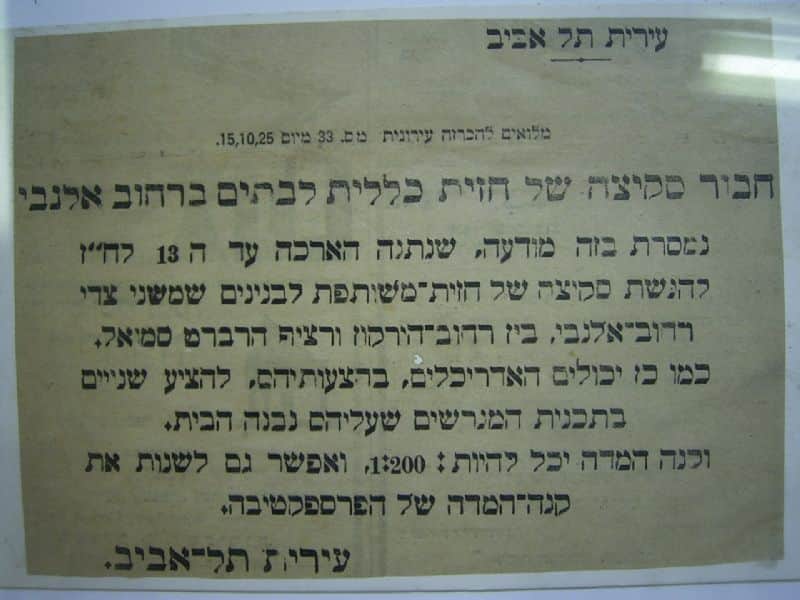 עירית תל אביב
מלואים להכרזה עירונית מס. 33 מיום 15,10,25.
חבור סקיצה של חזית כללית לבתים ברחוב אלנבי
נמסרת בזה מודעה, שנתנה הארכה עד ה 13 לח״ז
להגשת סקיצה של חזית־משותפת לבנינים שמשני צדי
רחוב־אלנבי, בין רחוב־הירקון ורציף הרברט סמואל.
כמו כן יכולים האדריכלים, בהצעותיהם, להציע שנויים
בתכנית המגרשים שעליהם נבנה הבית.
וקנה המדה יכל להיות: 1:200, ואפשר גם לשנות את
קנה־המדה של הפרספקטיבה.
עירית תל־אביב.